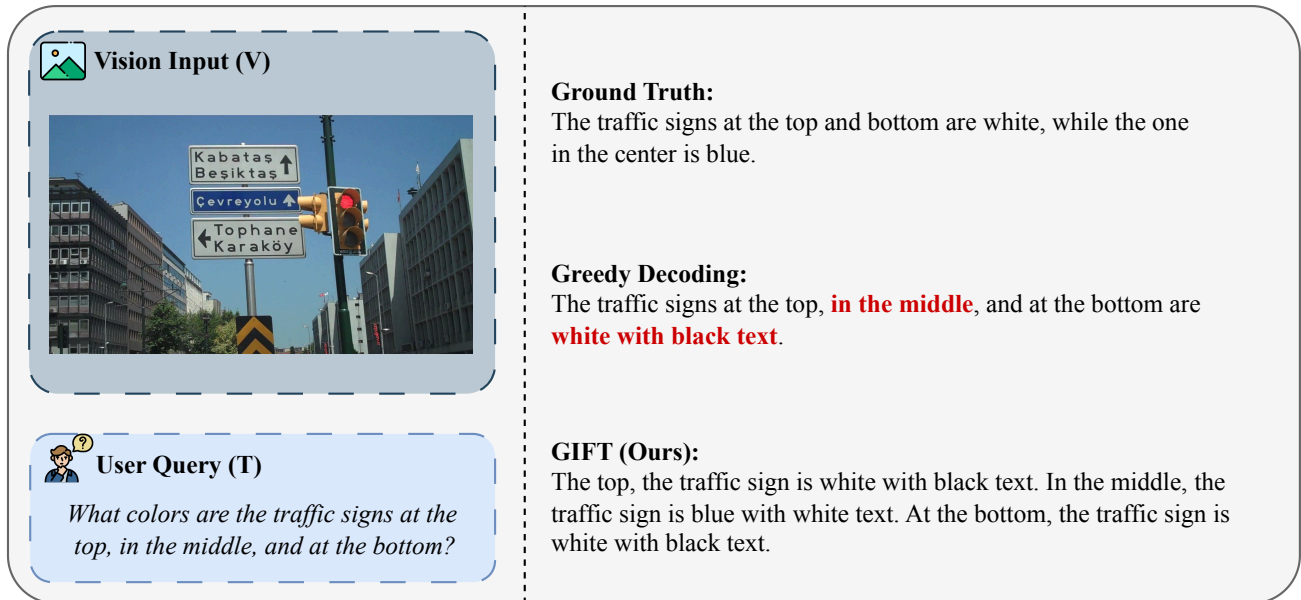 Vision Input (V)
Kabataş
Beşiktaş
Çevreyolu
Tophane
Karaköy
User Query (T)
What colors are the traffic signs at the
top, in the middle, and at the bottom?
Ground Truth:
The traffic signs at the top and bottom are white, while the one
in the center is blue.
Greedy Decoding:
The traffic signs at the top, in the middle, and at the bottom are
white with black text.
GIFT (Ours):
The top, the traffic sign is white with black text. In the middle, the
traffic sign is blue with white text. At the bottom, the traffic sign is
white with black text.